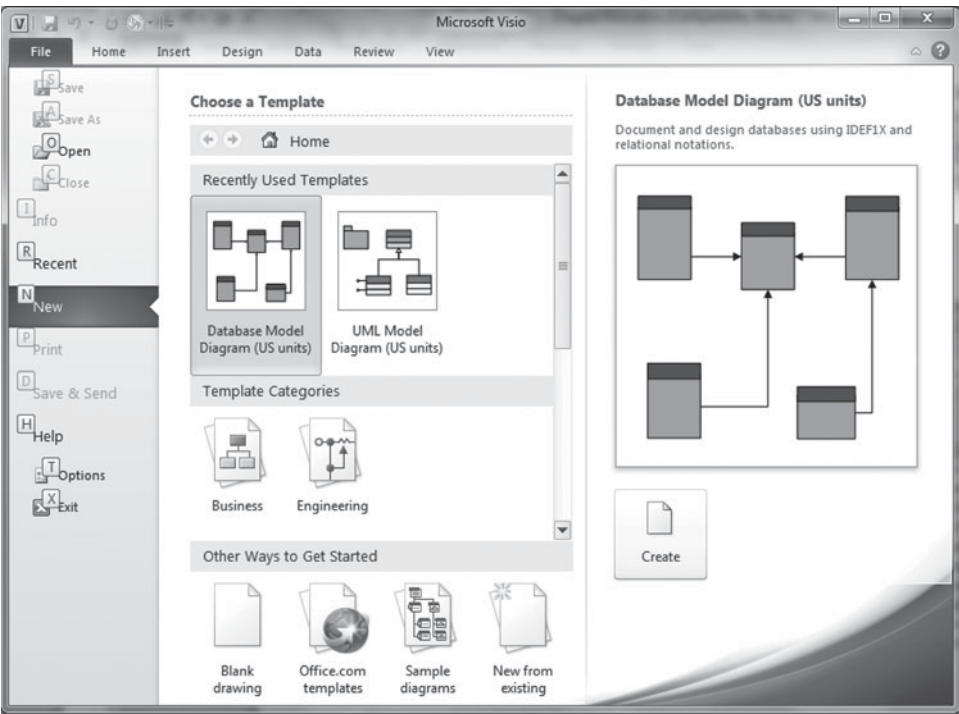 V
Microsoft Visio
File Home Insert Design Data Review View
S
Save
A
Save As
O
Open
C
Close
I
Info
R
Recent
N
New
P
Print
D
Save & Send
H
Help
T
Options
X
Exit
Choose a Template
Home
Recently Used Templates
Database Model
Diagram (US units)
UML Model
Diagram (US units)
Template Categories
Business
Engineering
Other Ways to Get Started
Blank
drawing
Office.com
templates
Sample
diagrams
New from
existing
Database Model Diagram (US units)
Document and design databases using IDEF1X and
relational notations.
Create